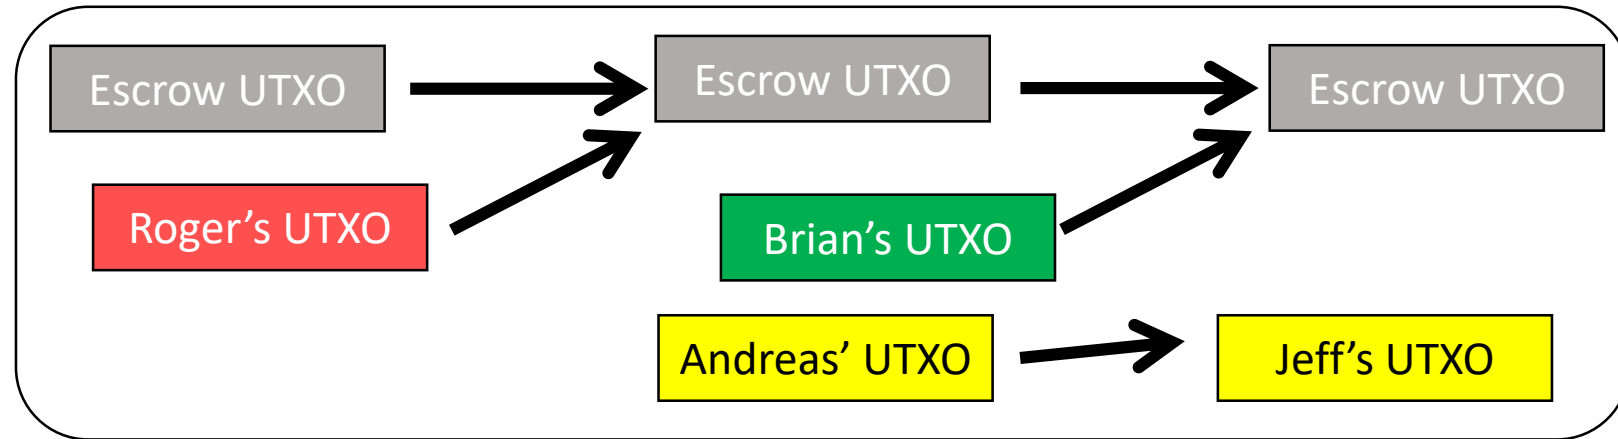 Escrow UTXO
Escrow UTXO
Escrow UTXO
Roger’s UTXO
Brian’s UTXO
Andreas’ UTXO
Jeff’s UTXO